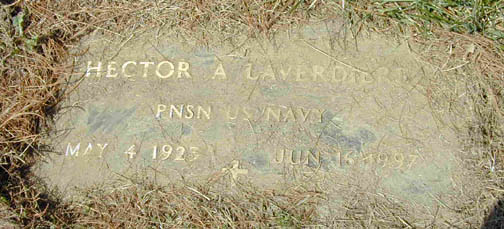 HECTOR A LAVERDIERE
PNSN US NAVY
MAY 4 1923 JUN 16 1997